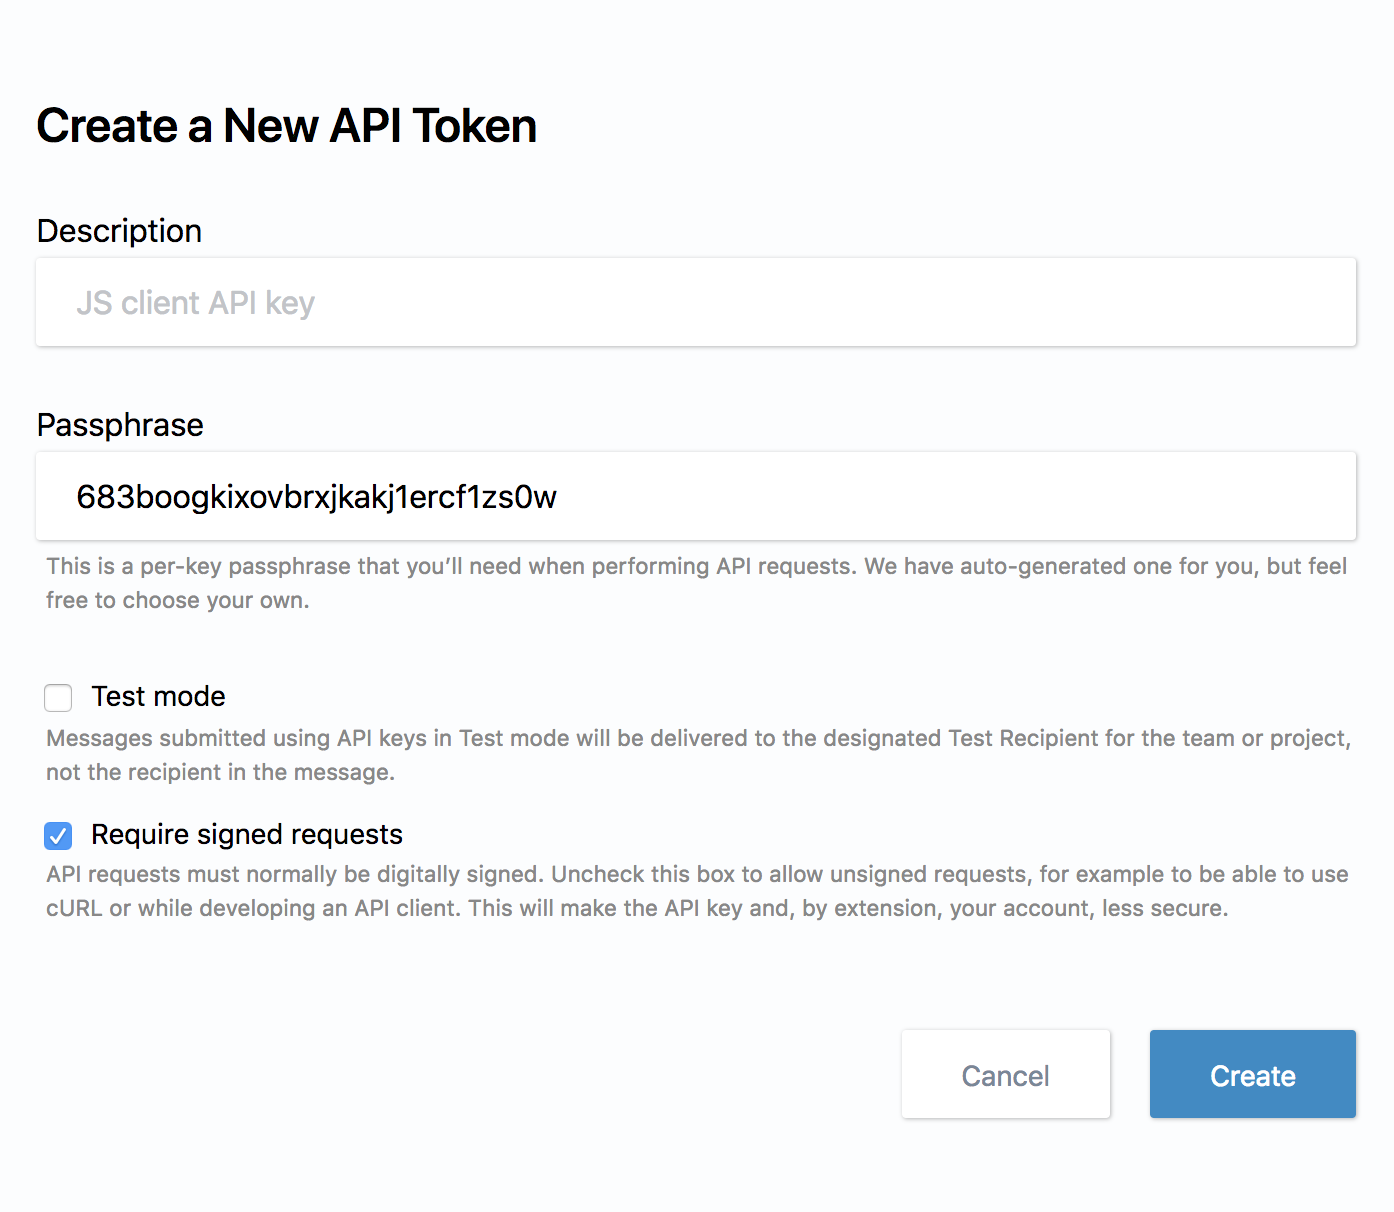 Create a New API Token
Description
JS client API key
Passphrase
683boogkixovbrxjkakj1ercf1zs0w
This is a per-key passphrase that you’ll need when performing API requests. We have auto-generated one for you, but feel
free to choose your own.
Test mode
Messages submitted using API keys in Test mode will be delivered to the designated Test Recipient for the team or project,
not the recipient in the message.
Require signed requests
API requests must normally be digitally signed. Uncheck this box to allow unsigned requests, for example to be able to use
cURL or while developing an API client. This will make the API key and, by extension, your account, less secure.
Cancel
Create